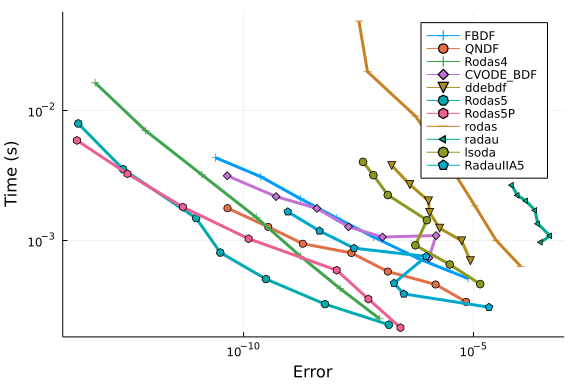 Time (s)
10⁻²
10⁻³
10⁻¹⁰
10⁻⁵
Error
FBDF
QNDF
Rodas4
CVODE_BDF
ddebdf
Rodas5
Rodas5P
rodas
radau
lsoda
RadauIIA5